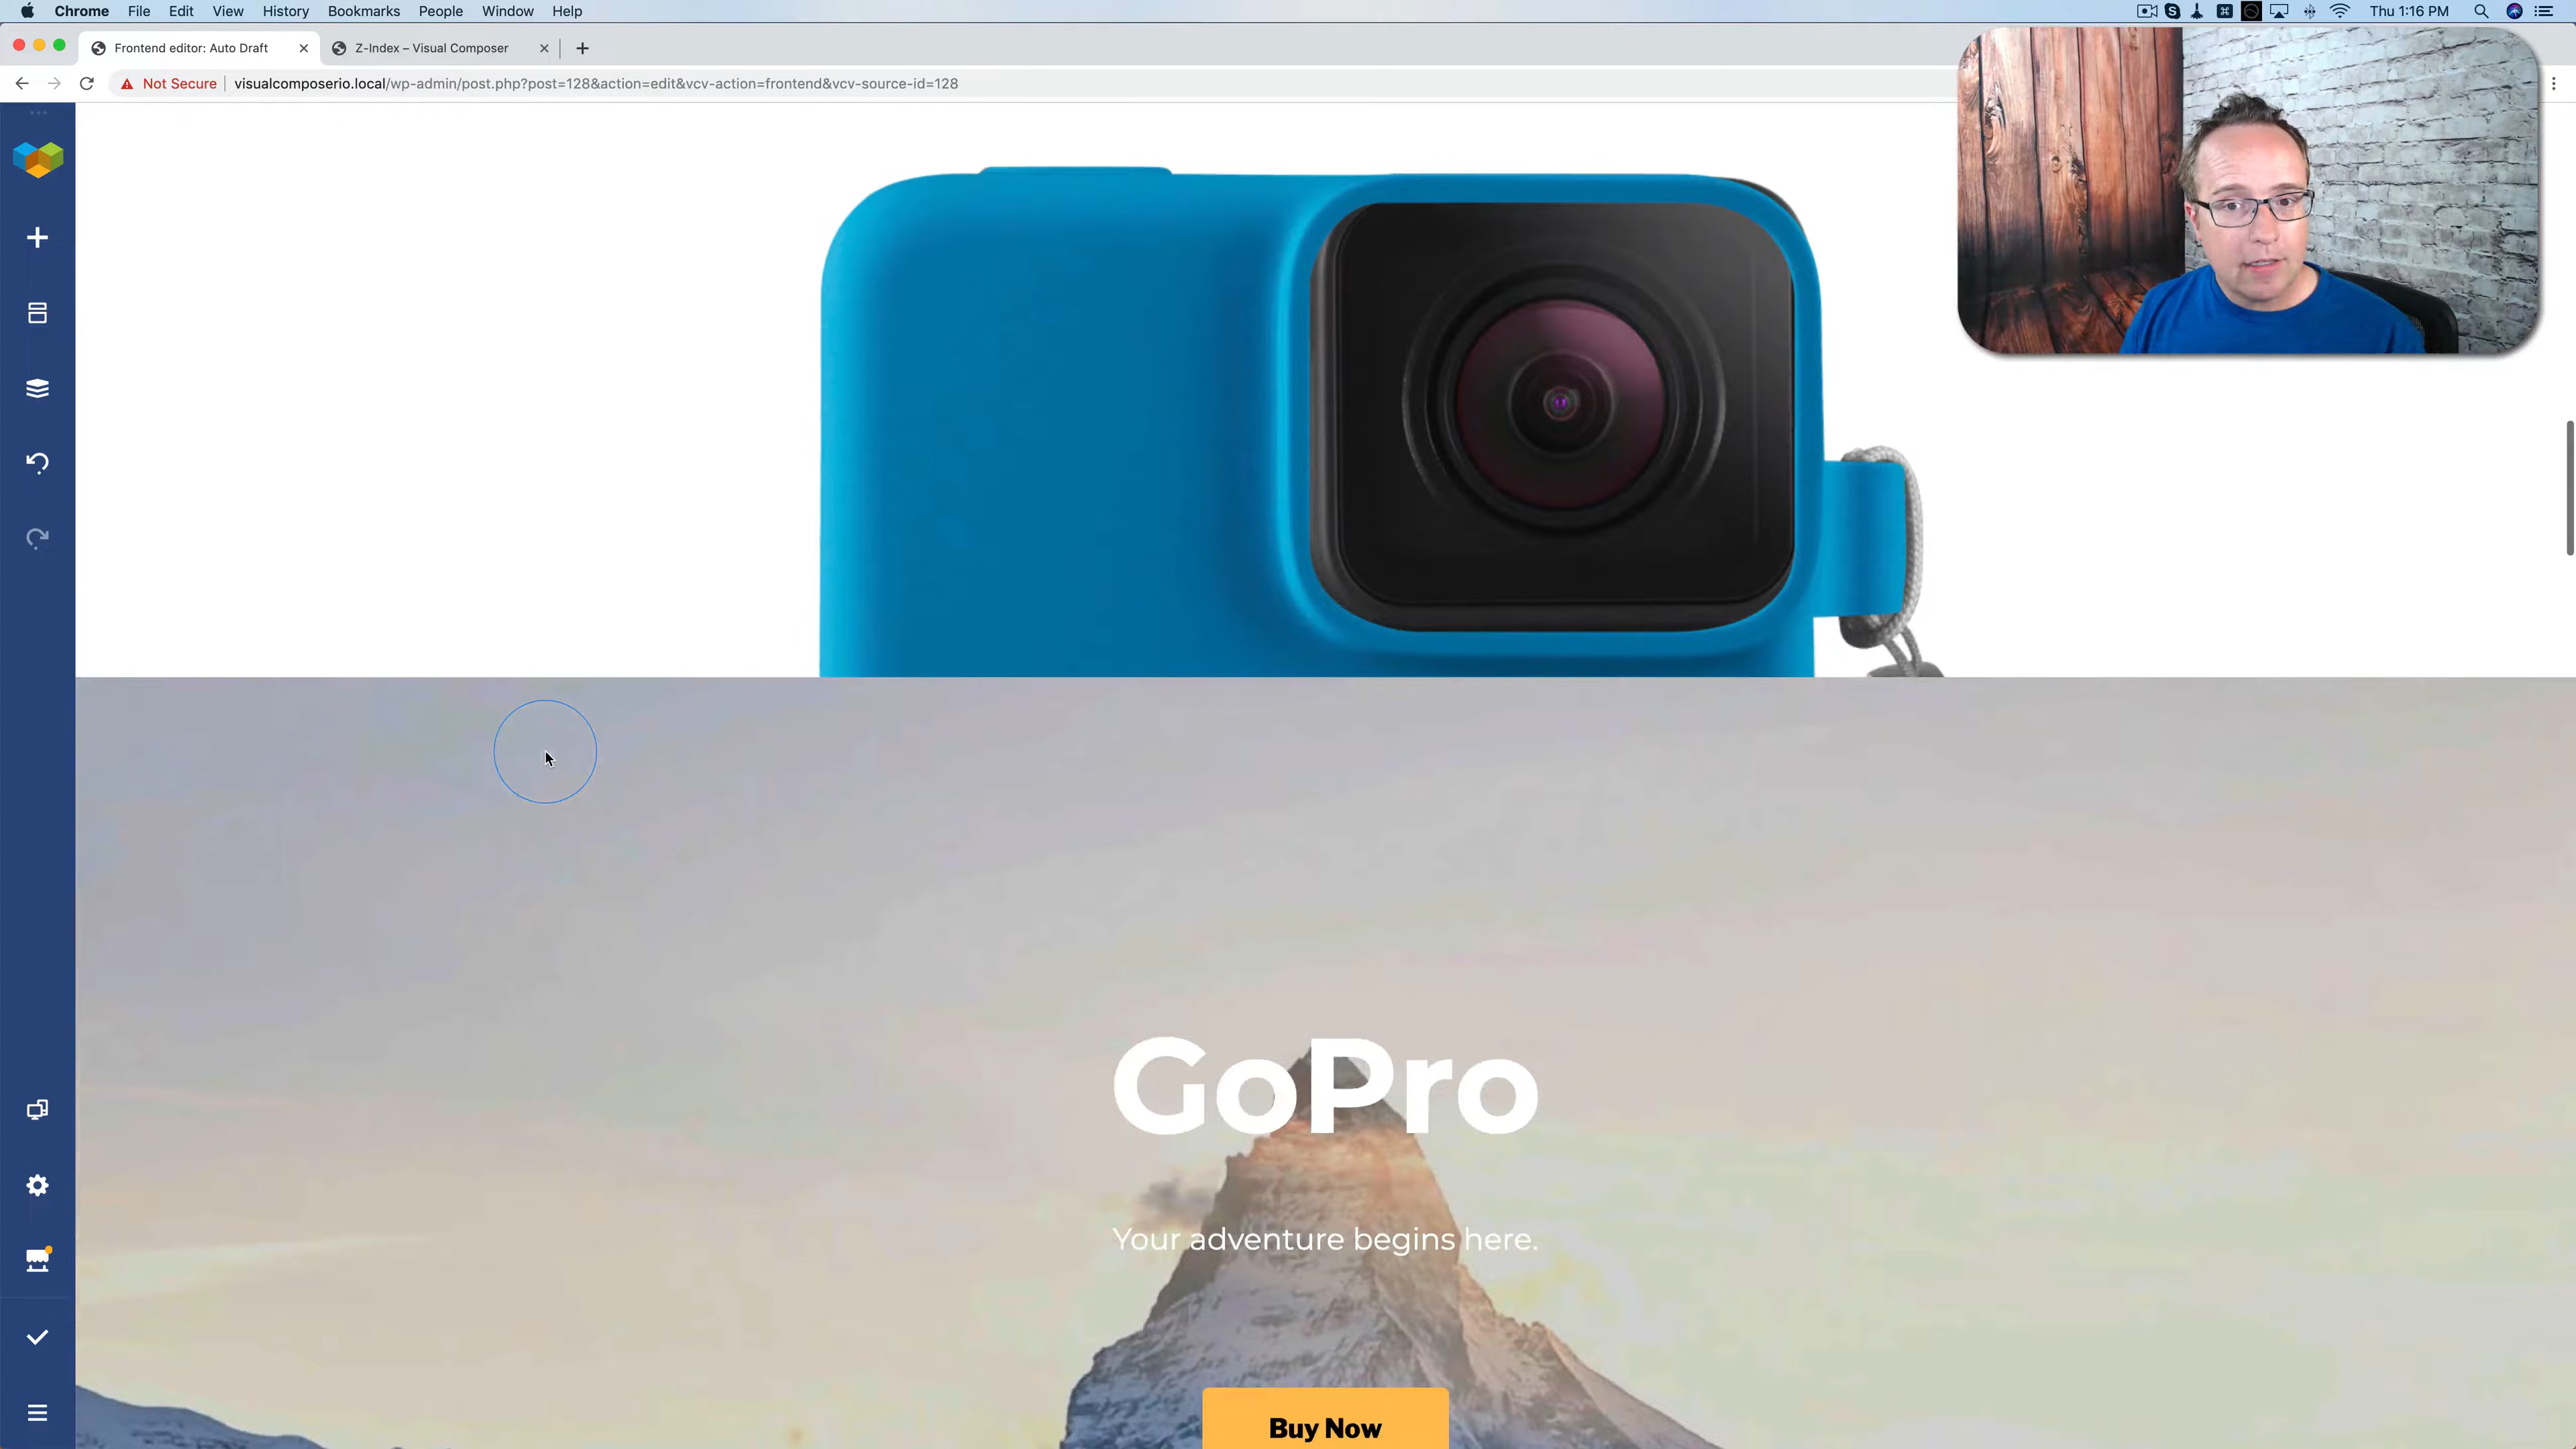 Chrome File Edit View History Bookmarks People Window Help Thu 1:16 PM
Frontend editor: Auto Draft Z-Index – Visual Composer
Not Secure visualcomposerio.local/wp-admin/post.php?post=128&action=edit&vcv-action=frontend&vcv-source-id=128
GoPro
Your adventure begins here.
Buy Now